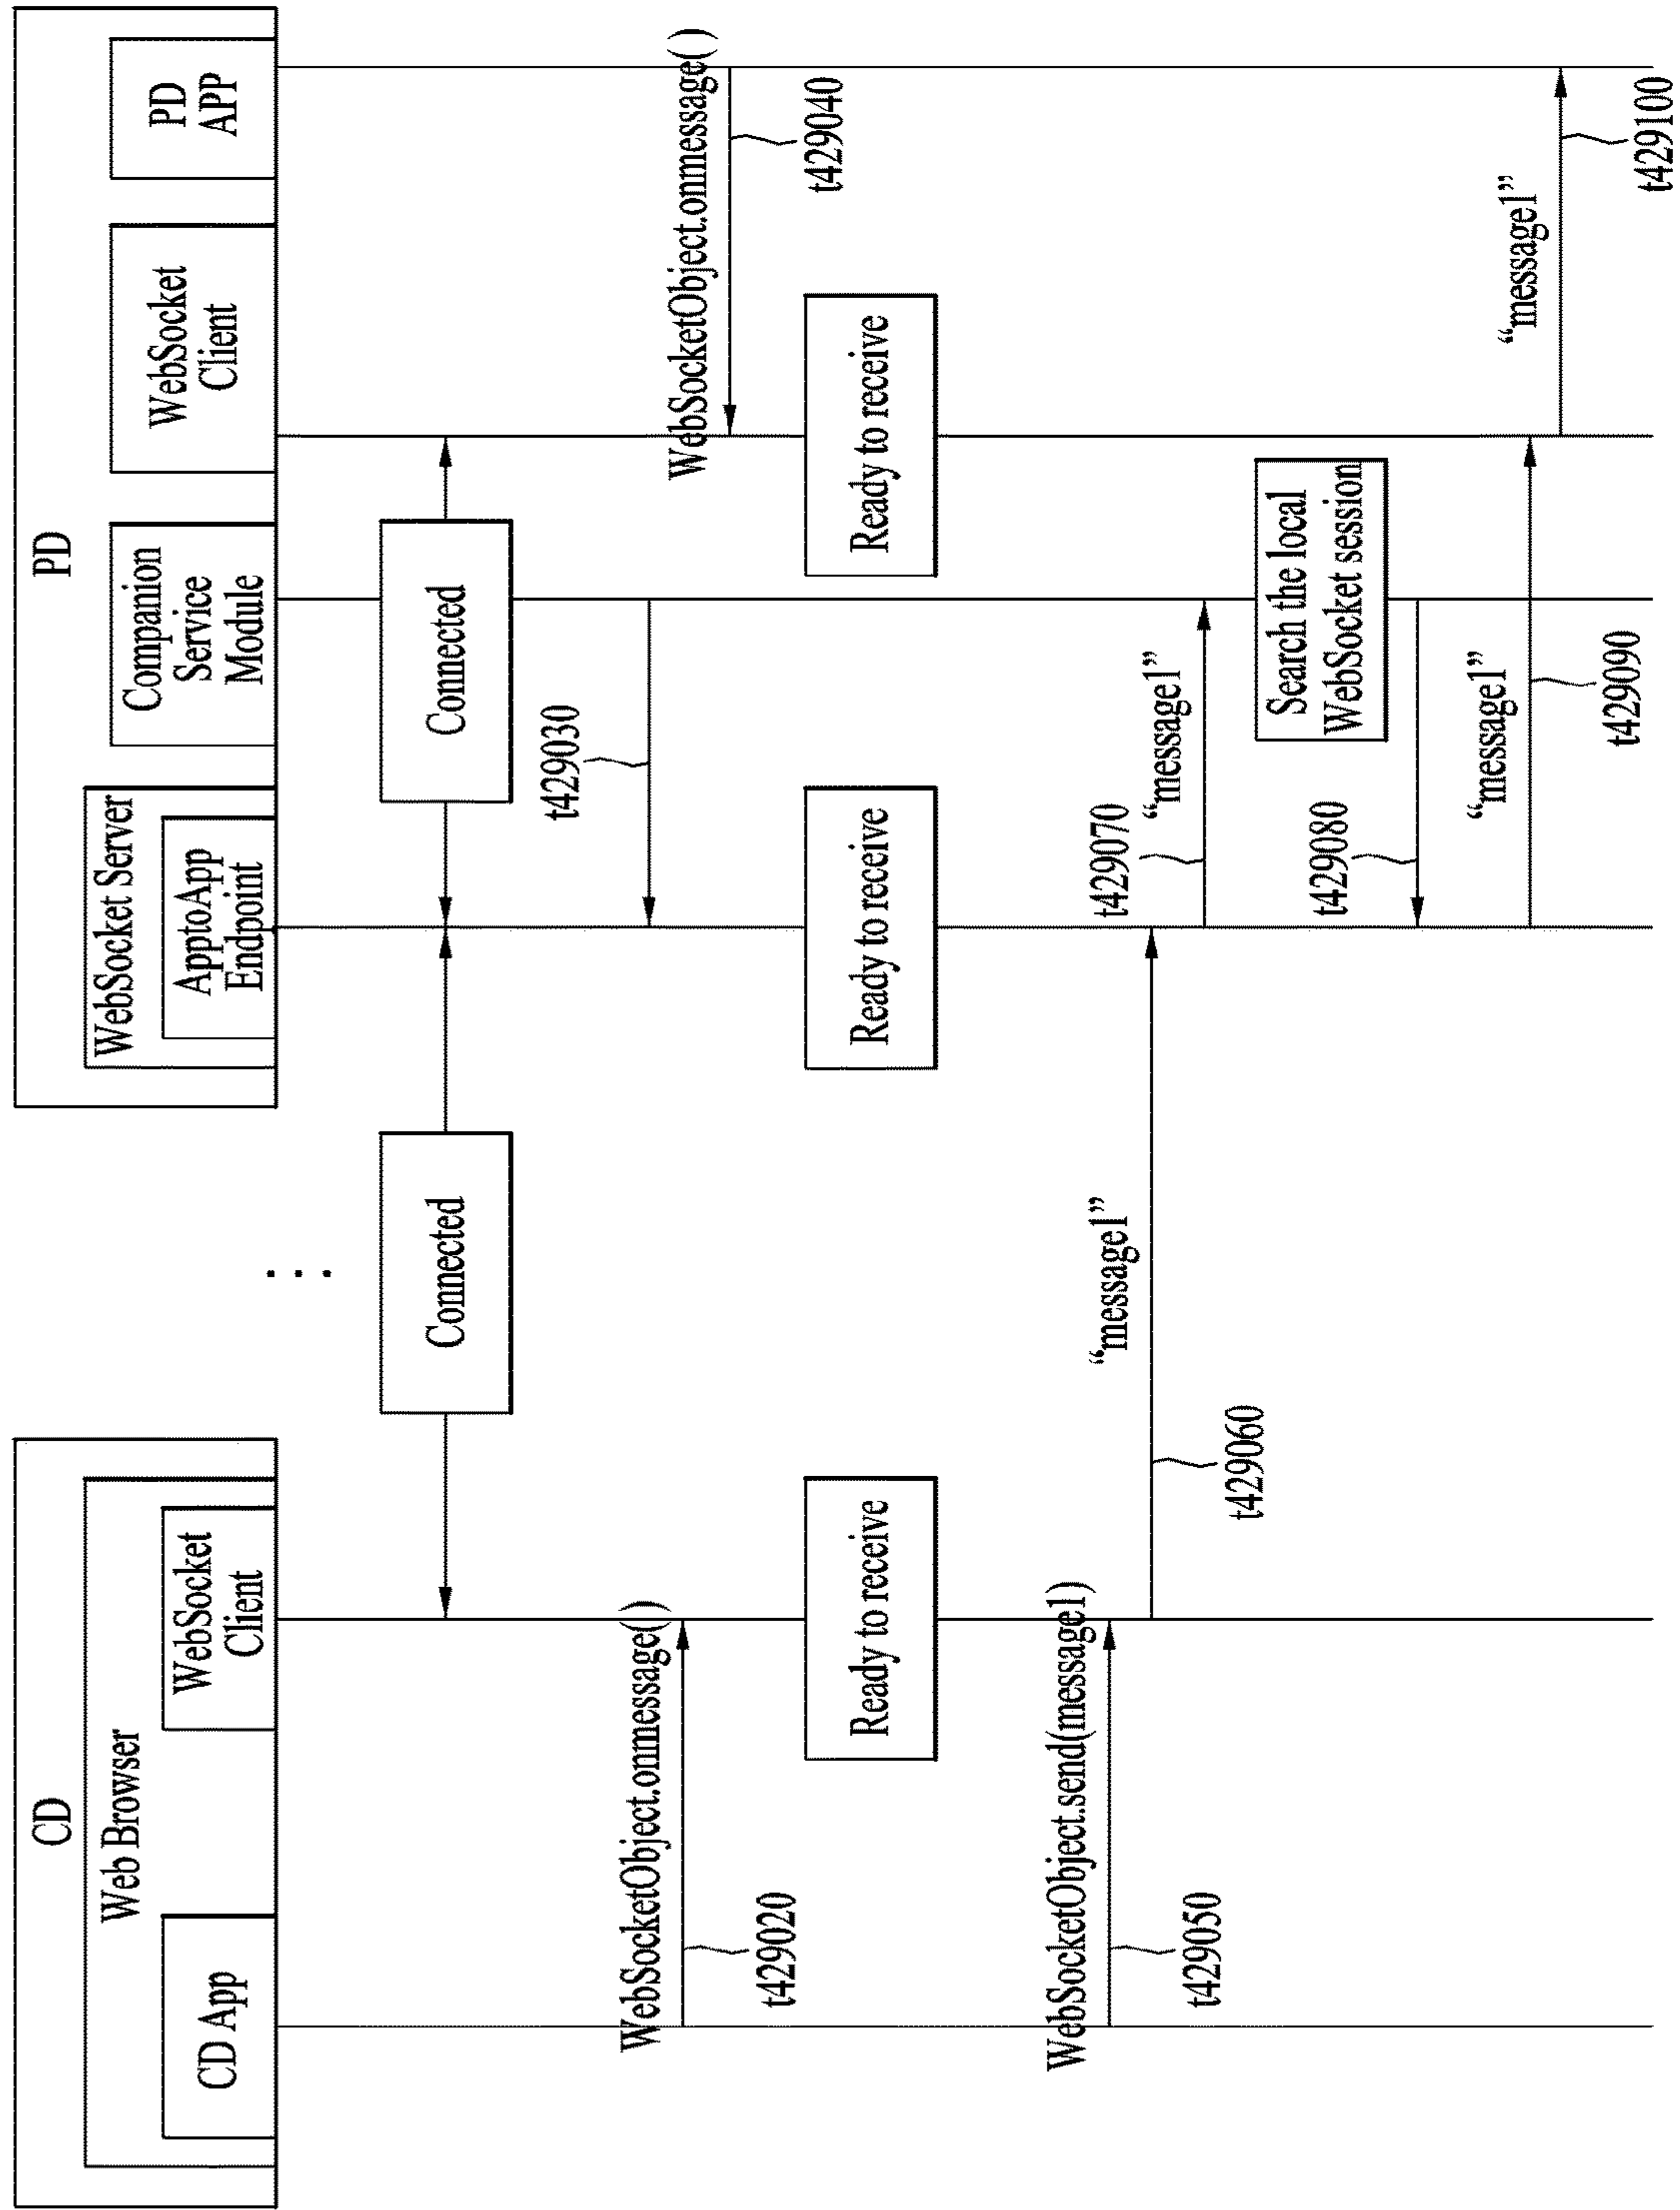 CD
Web Browser
CD App
WebSocket
Client
PD
WebSocket Server
ApptoApp
Endpoint
Companion
Service
Module
WebSocket
Client
PD
APP
. . .
Connected
Connected
t429030
WebSocketObject.onmessage()
t429020
WebSocketObject.onmessage()
t429040
Ready to receive
Ready to receive
Ready to receive
WebSocketObject.send(message1)
t429050
“message1”
t429060
t429070
“message1”
Search the local
WebSocket session
t429080
“message1”
t429090
“message1”
t429100